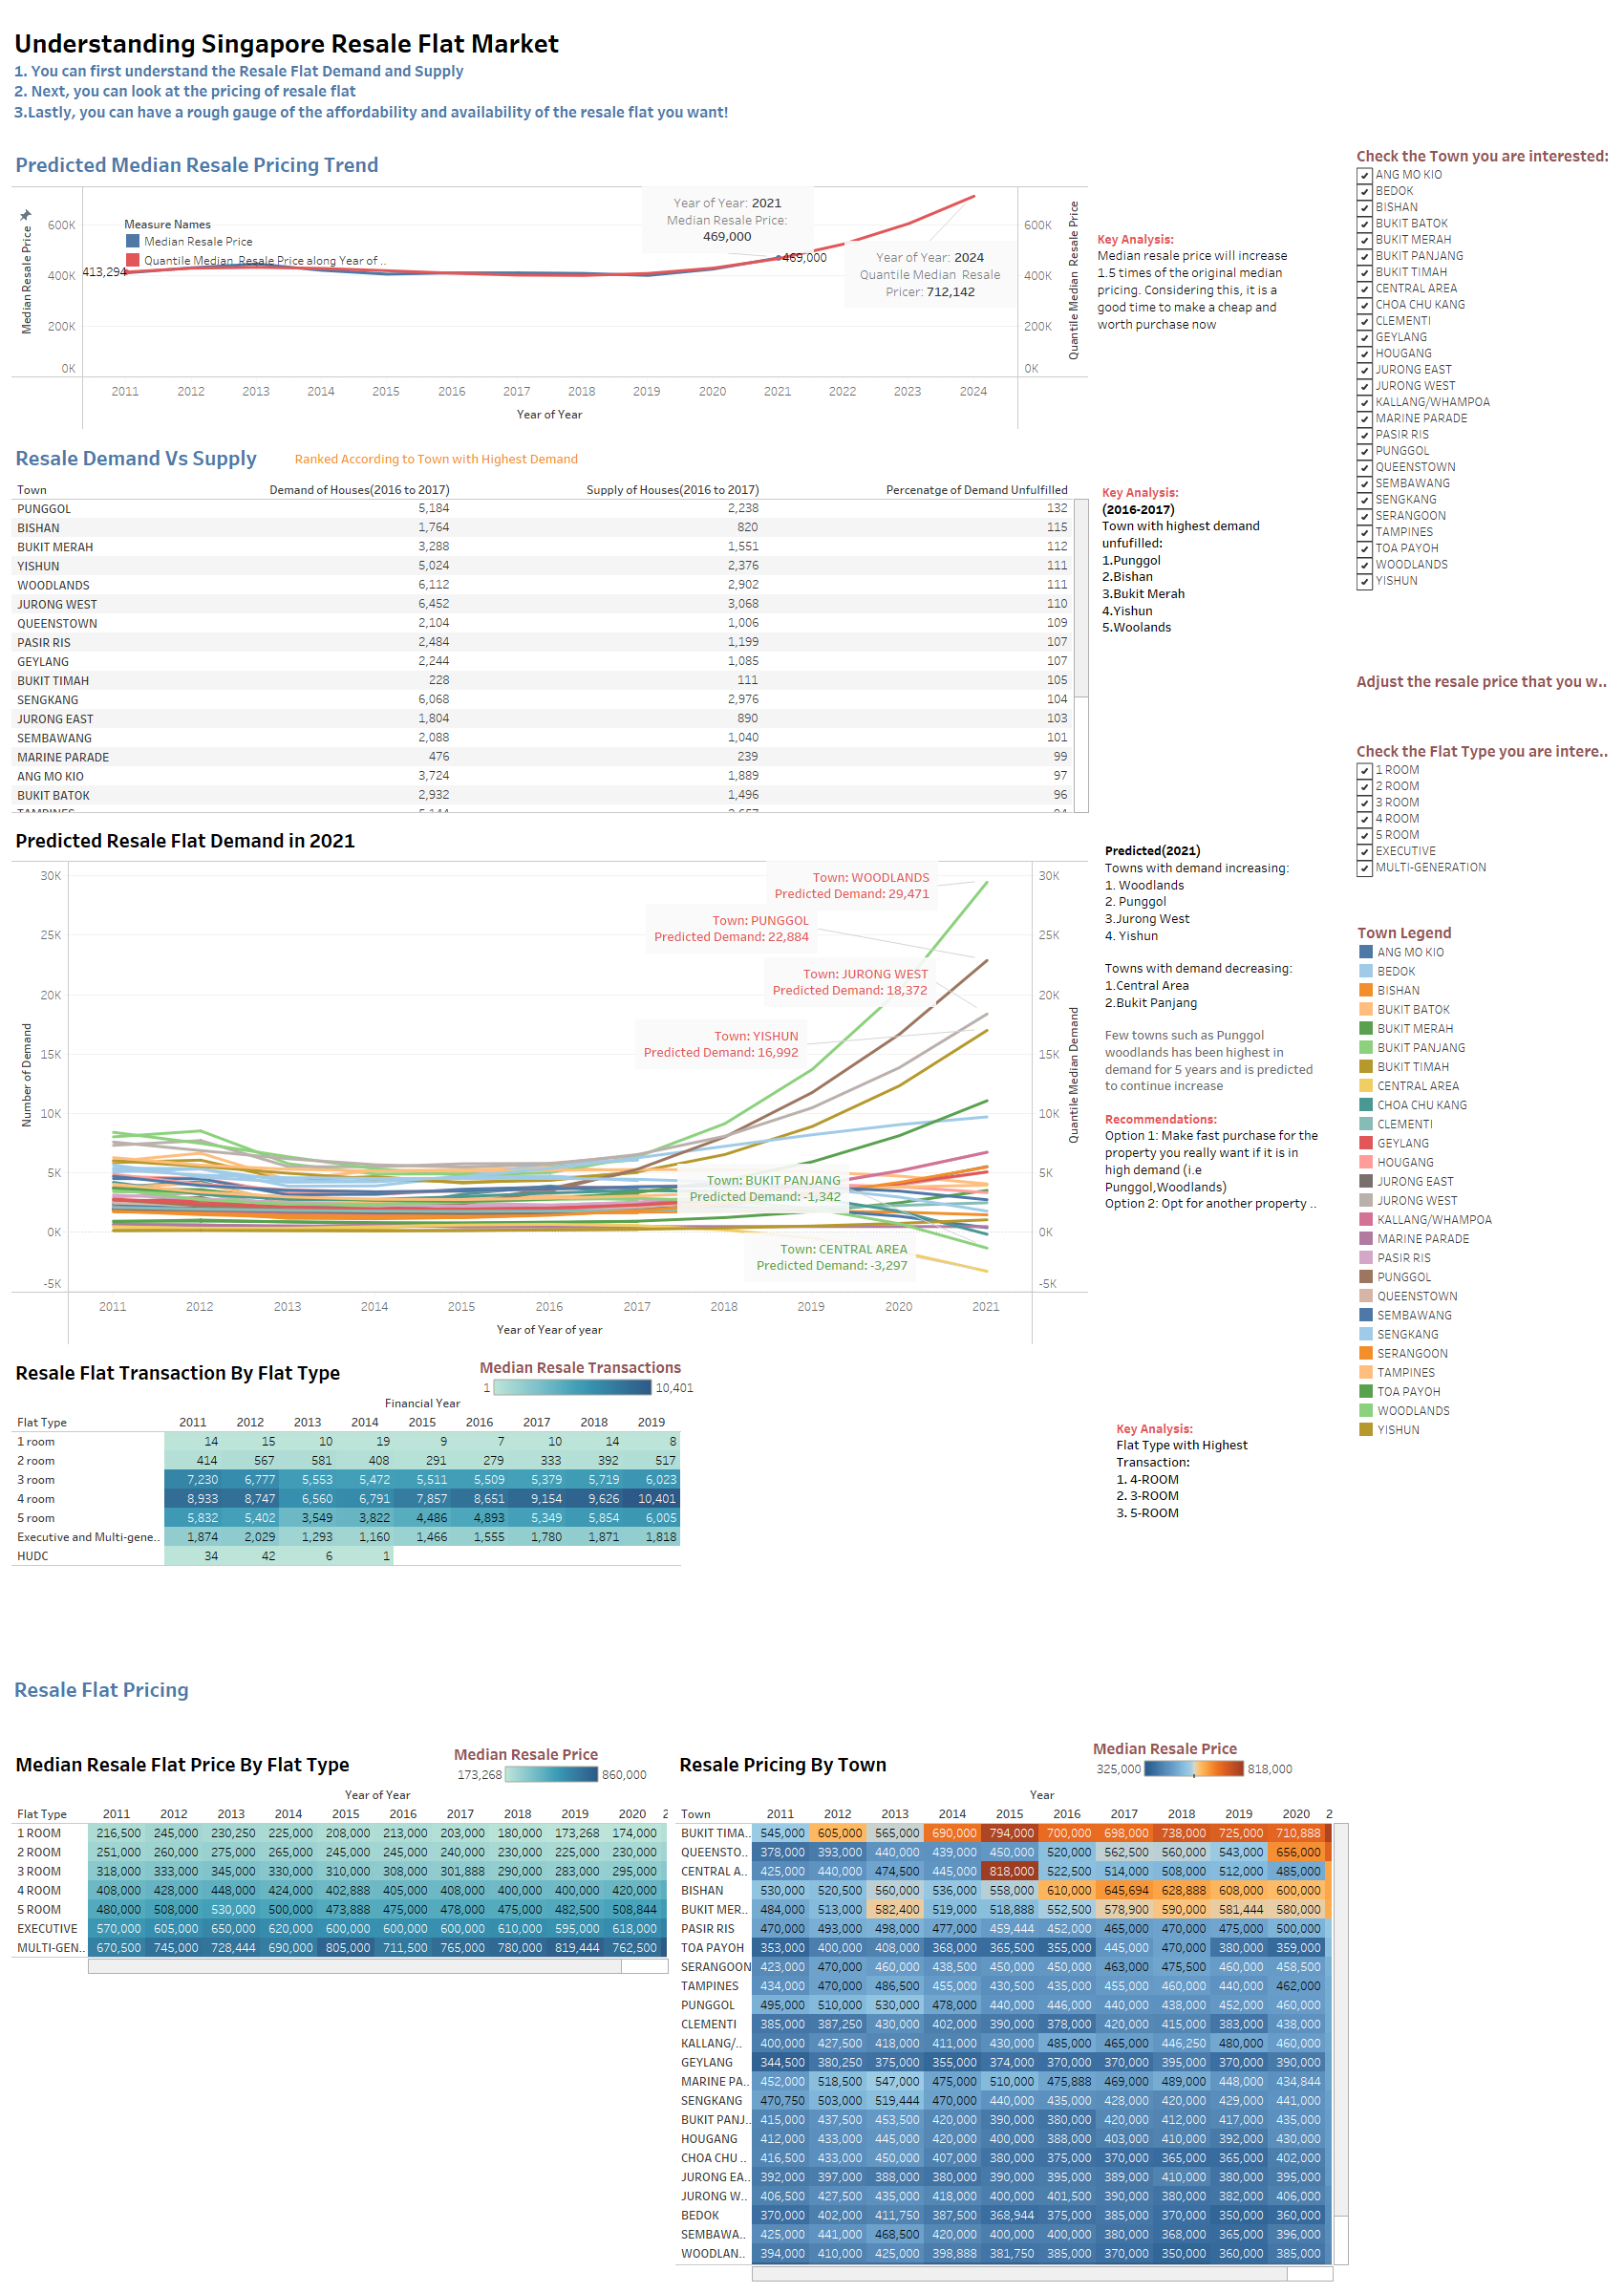 Understanding Singapore Resale Flat Market
1. You can first understand the Resale Flat Demand and Supply
2. Next, you can look at the pricing of resale flat
3.Lastly, you can have a rough gauge of the affordability and availability of the resale flat you want!
Predicted Median Resale Pricing Trend
Median Resale Price
600K
400K
200K
0K
Measure Names
Median Resale Price
Quantile Median Resale Price along Year of ..
413,294
Year of Year: 2021
Median Resale Price:
469,000
469,000
Year of Year: 2024
Quantile Median Resale
Pricer: 712,142
600K
400K
200K
0K
Quantile Median Resale Price
2011 2012 2013 2014 2015 2016 2017 2018 2019 2020 2021 2022 2023 2024
Year of Year
Key Analysis:
Median resale price will increase
1.5 times of the original median
pricing. Considering this, it is a
good time to make a cheap and
worth purchase now
Check the Town you are interested:
ANG MO KIO
BEDOK
BISHAN
BUKIT BATOK
BUKIT MERAH
BUKIT PANJANG
BUKIT TIMAH
CENTRAL AREA
CHOA CHU KANG
CLEMENTI
GEYLANG
HOUGANG
JURONG EAST
JURONG WEST
KALLANG/WHAMPOA
MARINE PARADE
PASIR RIS
PUNGGOL
QUEENSTOWN
SEMBAWANG
SENGKANG
SERANGOON
TAMPINES
TOA PAYOH
WOODLANDS
YISHUN
Resale Demand Vs Supply
Ranked According to Town with Highest Demand
Town Demand of Houses(2016 to 2017) Supply of Houses(2016 to 2017) Percenatge of Demand Unfulfilled
PUNGGOL 5,184 2,238 132
BISHAN 1,764 820 115
BUKIT MERAH 3,288 1,551 112
YISHUN 5,024 2,376 111
WOODLANDS 6,112 2,902 111
JURONG WEST 6,452 3,068 110
QUEENSTOWN 2,104 1,006 109
PASIR RIS 2,484 1,199 107
GEYLANG 2,244 1,085 107
BUKIT TIMAH 228 111 105
SENGKANG 6,068 2,976 104
JURONG EAST 1,804 890 103
SEMBAWANG 2,088 1,040 101
MARINE PARADE 476 239 99
ANG MO KIO 3,724 1,889 97
BUKIT BATOK 2,932 1,496 96
Key Analysis:
(2016-2017)
Town with highest demand
unfufilled:
1.Punggol
2.Bishan
3.Bukit Merah
4.Yishun
5.Woolands
Adjust the resale price that you w..
Check the Flat Type you are intere..
1 ROOM
2 ROOM
3 ROOM
4 ROOM
5 ROOM
EXECUTIVE
MULTI-GENERATION
Predicted Resale Flat Demand in 2021
Number of Demand
30K
25K
20K
15K
10K
5K
0K
-5K
Town: WOODLANDS
Predicted Demand: 29,471
Town: PUNGGOL
Predicted Demand: 22,884
Town: JURONG WEST
Predicted Demand: 18,372
Town: YISHUN
Predicted Demand: 16,992
Town: BUKIT PANJANG
Predicted Demand: -1,342
Town: CENTRAL AREA
Predicted Demand: -3,297
30K
25K
20K
15K
10K
5K
0K
-5K
Quantile Median Demand
2011 2012 2013 2014 2015 2016 2017 2018 2019 2020 2021
Year of Year of year
Predicted(2021)
Towns with demand increasing:
1. Woodlands
2. Punggol
3.Jurong West
4. Yishun
Towns with demand decreasing:
1.Central Area
2.Bukit Panjang
Few towns such as Punggol
woodlands has been highest in
demand for 5 years and is predicted
to continue increase
Recommendations:
Option 1: Make fast purchase for the
property you really want if it is in
high demand (i.e
Punggol,Woodlands)
Option 2: Opt for another property ..
Town Legend
ANG MO KIO
BEDOK
BISHAN
BUKIT BATOK
BUKIT MERAH
BUKIT PANJANG
BUKIT TIMAH
CENTRAL AREA
CHOA CHU KANG
CLEMENTI
GEYLANG
HOUGANG
JURONG EAST
JURONG WEST
KALLANG/WHAMPOA
MARINE PARADE
PASIR RIS
PUNGGOL
QUEENSTOWN
SEMBAWANG
SENGKANG
SERANGOON
TAMPINES
TOA PAYOH
WOODLANDS
YISHUN
Resale Flat Transaction By Flat Type
Median Resale Transactions
1 10,401
Financial Year
Flat Type 2011 2012 2013 2014 2015 2016 2017 2018 2019
1 room 14 15 10 19 9 7 10 14 8
2 room 414 567 581 408 291 279 333 392 517
3 room 7,230 6,777 5,553 5,472 5,511 5,509 5,379 5,719 6,023
4 room 8,933 8,747 6,560 6,791 7,857 8,651 9,154 9,626 10,401
5 room 5,832 5,402 3,549 3,822 4,486 4,893 5,349 5,854 6,005
Executive and Multi-gene.. 1,874 2,029 1,293 1,160 1,466 1,555 1,780 1,871 1,818
HUDC 34 42 6 1
Key Analysis:
Flat Type with Highest
Transaction:
1. 4-ROOM
2. 3-ROOM
3. 5-ROOM
Resale Flat Pricing
Median Resale Flat Price By Flat Type
Median Resale Price
173,268 860,000
Year of Year
Flat Type 2011 2012 2013 2014 2015 2016 2017 2018 2019 2020 2
1 ROOM 216,500 245,000 230,250 225,000 208,000 213,000 203,000 180,000 173,268 174,000
2 ROOM 251,000 260,000 275,000 265,000 245,000 245,000 240,000 230,000 225,000 230,000
3 ROOM 318,000 333,000 345,000 330,000 310,000 308,000 301,888 290,000 283,000 295,000
4 ROOM 408,000 428,000 448,000 424,000 402,888 405,000 408,000 400,000 400,000 420,000
5 ROOM 480,000 508,000 530,000 500,000 473,888 475,000 478,000 475,000 482,500 508,844
EXECUTIVE 570,000 605,000 650,000 620,000 600,000 600,000 600,000 610,000 595,000 618,000
MULTI-GEN.. 670,500 745,000 728,444 690,000 805,000 711,500 765,000 780,000 819,444 762,500
Resale Pricing By Town
Median Resale Price
325,000 818,000
Year
Town 2011 2012 2013 2014 2015 2016 2017 2018 2019 2020 2
BUKIT TIMA.. 545,000 605,000 565,000 690,000 794,000 700,000 698,000 738,000 725,000 710,888
QUEENSTO.. 378,000 393,000 440,000 439,000 450,000 520,000 562,500 560,000 543,000 656,000
CENTRAL A.. 425,000 440,000 474,500 445,000 818,000 522,500 514,000 508,000 512,000 485,000
BISHAN 530,000 520,500 560,000 536,000 558,000 610,000 645,694 628,888 608,000 600,000
BUKIT MER.. 484,000 513,000 582,400 519,000 518,888 552,500 578,900 590,000 581,444 580,000
PASIR RIS 470,000 493,000 498,000 477,000 459,444 452,000 465,000 470,000 475,000 500,000
TOA PAYOH 353,000 400,000 408,000 368,000 365,500 355,000 445,000 470,000 380,000 359,000
SERANGOON 423,000 470,000 460,000 438,500 450,000 450,000 463,000 475,500 460,000 458,500
TAMPINES 434,000 470,000 486,500 455,000 430,500 435,000 455,000 460,000 440,000 462,000
PUNGGOL 495,000 510,000 530,000 478,000 440,000 446,000 440,000 438,000 452,000 460,000
CLEMENTI 385,000 387,250 430,000 402,000 390,000 378,000 420,000 415,000 383,000 438,000
KALLANG/.. 400,000 427,500 418,000 411,000 430,000 485,000 465,000 446,250 480,000 460,000
GEYLANG 344,500 380,250 375,000 355,000 374,000 370,000 370,000 395,000 370,000 390,000
MARINE PA.. 452,000 518,500 547,000 475,000 510,000 475,888 469,000 489,000 448,000 434,844
SENGKANG 470,750 503,000 519,444 470,000 440,000 435,000 428,000 420,000 429,000 441,000
BUKIT PANJ.. 415,000 437,500 453,500 420,000 390,000 380,000 420,000 412,000 417,000 435,000
HOUGANG 412,000 433,000 445,000 420,000 400,000 388,000 403,000 410,000 392,000 430,000
CHOA CHU .. 416,500 433,000 450,000 407,000 380,000 375,000 370,000 365,000 365,000 402,000
JURONG EA.. 392,000 397,000 388,000 380,000 390,000 395,000 389,000 410,000 380,000 395,000
JURONG W.. 406,500 427,500 435,000 418,000 400,000 401,500 390,000 380,000 382,000 406,000
BEDOK 370,000 402,000 411,750 387,500 368,944 375,000 385,000 370,000 350,000 360,000
SEMBAWA.. 425,000 441,000 468,500 420,000 400,000 400,000 380,000 368,000 365,000 396,000
WOODLAN.. 394,000 410,000 425,000 398,888 381,750 385,000 370,000 350,000 360,000 385,000